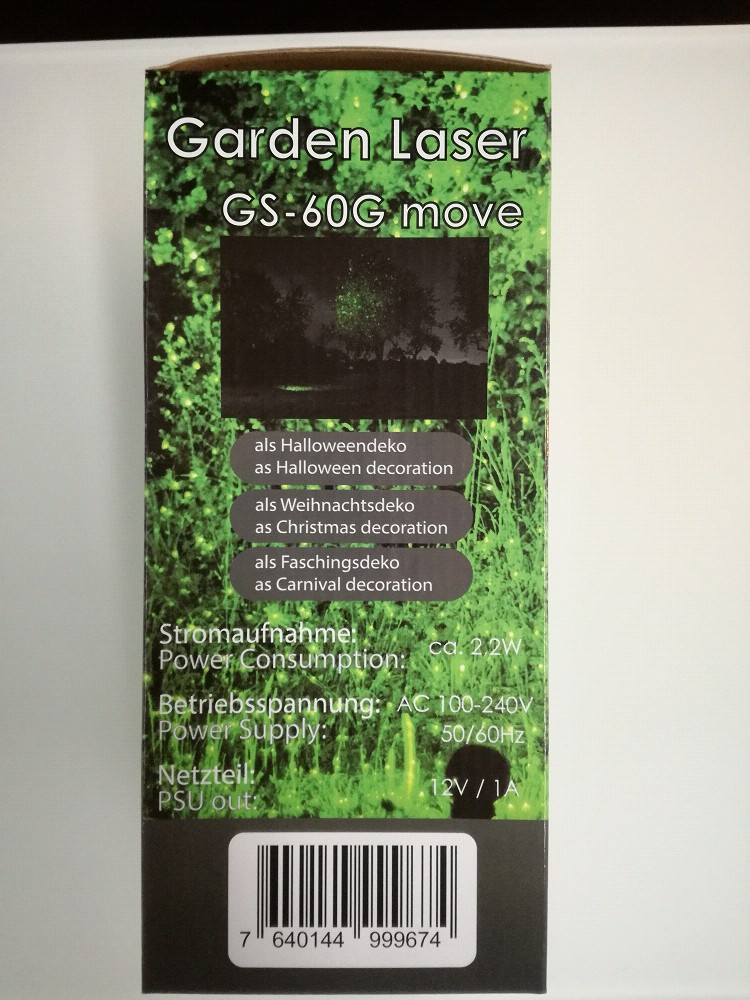 Garden Laser
GS-60G move
als Halloweendeko
as Halloween decoration
als Weihnachtsdeko
as Christmas decoration
als Faschingsdeko
as Carnival decoration
Stromaufnahme:
Power Consumption: ca. 2,2W
Betriebsspannung: AC 100-240V
Power Supply: 50/60Hz
Netzteil:
PSU out: 12V / 1A
7 640144 999674